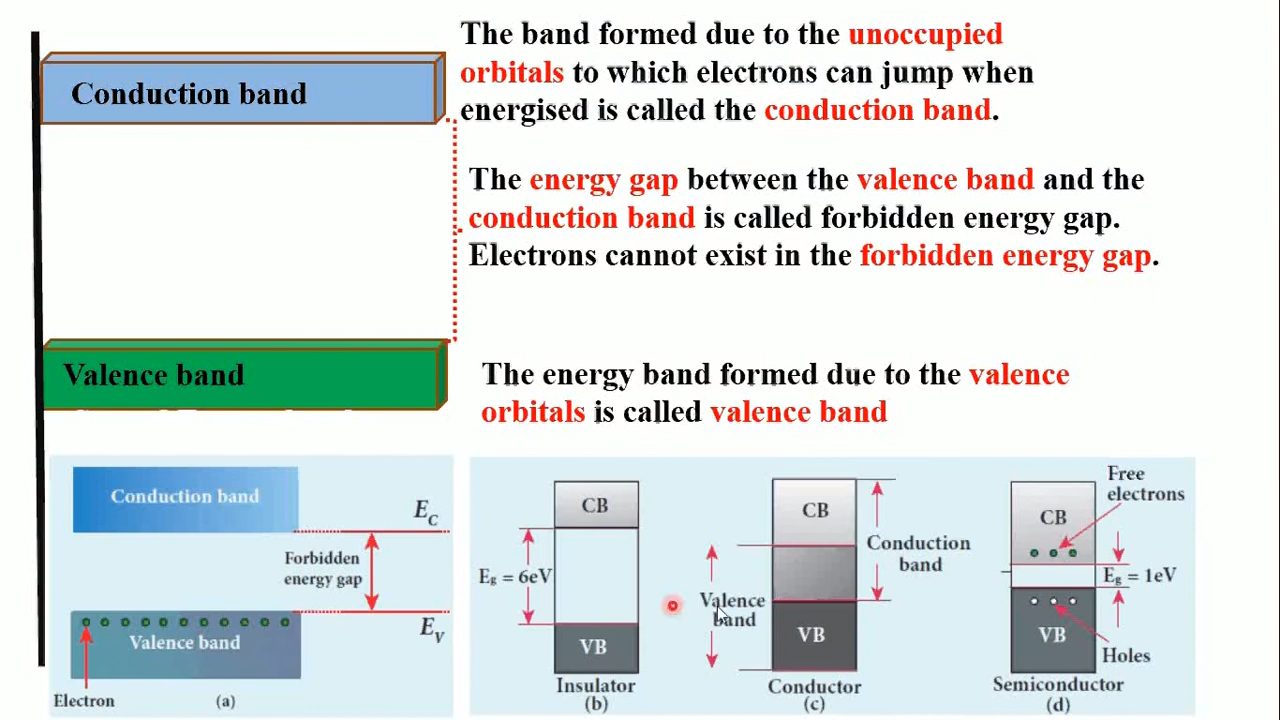 Conduction band
The band formed due to the unoccupied
orbitals to which electrons can jump when
energised is called the conduction band.
The energy gap between the valence band and the
conduction band is called forbidden energy gap.
Electrons cannot exist in the forbidden energy gap.
Valence band
The energy band formed due to the valence
orbitals is called valence band
Conduction band
E_C
Forbidden
energy gap
E_V
Valence band
Electron
(a)
CB
E_g = 6eV
VB
Insulator
(b)
CB
Conduction
band
Valence
band
VB
Conductor
(c)
Free
electrons
CB
E_g = 1eV
VB
Holes
Semiconductor
(d)